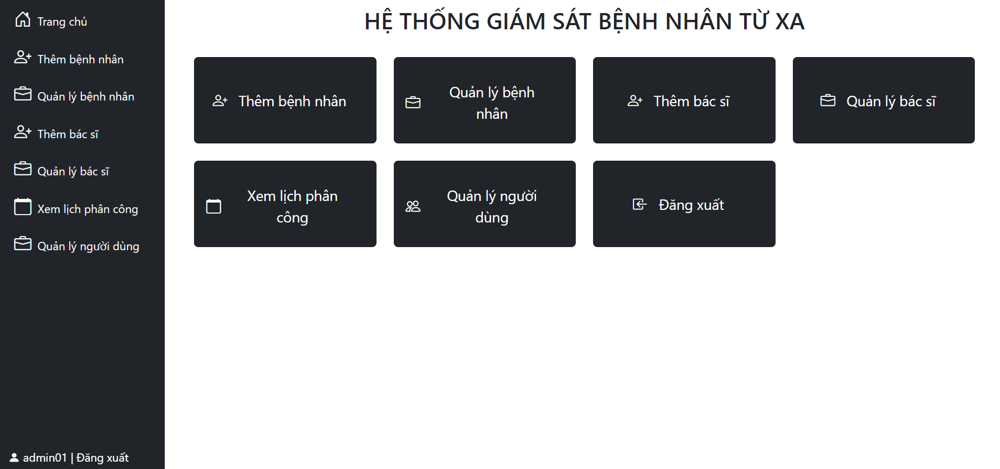 Trang chủ
Thêm bệnh nhân
Quản lý bệnh nhân
Thêm bác sĩ
Quản lý bác sĩ
Xem lịch phân công
Quản lý người dùng
admin01 | Đăng xuất
HỆ THỐNG GIÁM SÁT BỆNH NHÂN TỪ XA
Thêm bệnh nhân
Quản lý bệnh
nhân
Thêm bác sĩ
Quản lý bác sĩ
Xem lịch phân
công
Quản lý người
dùng
Đăng xuất